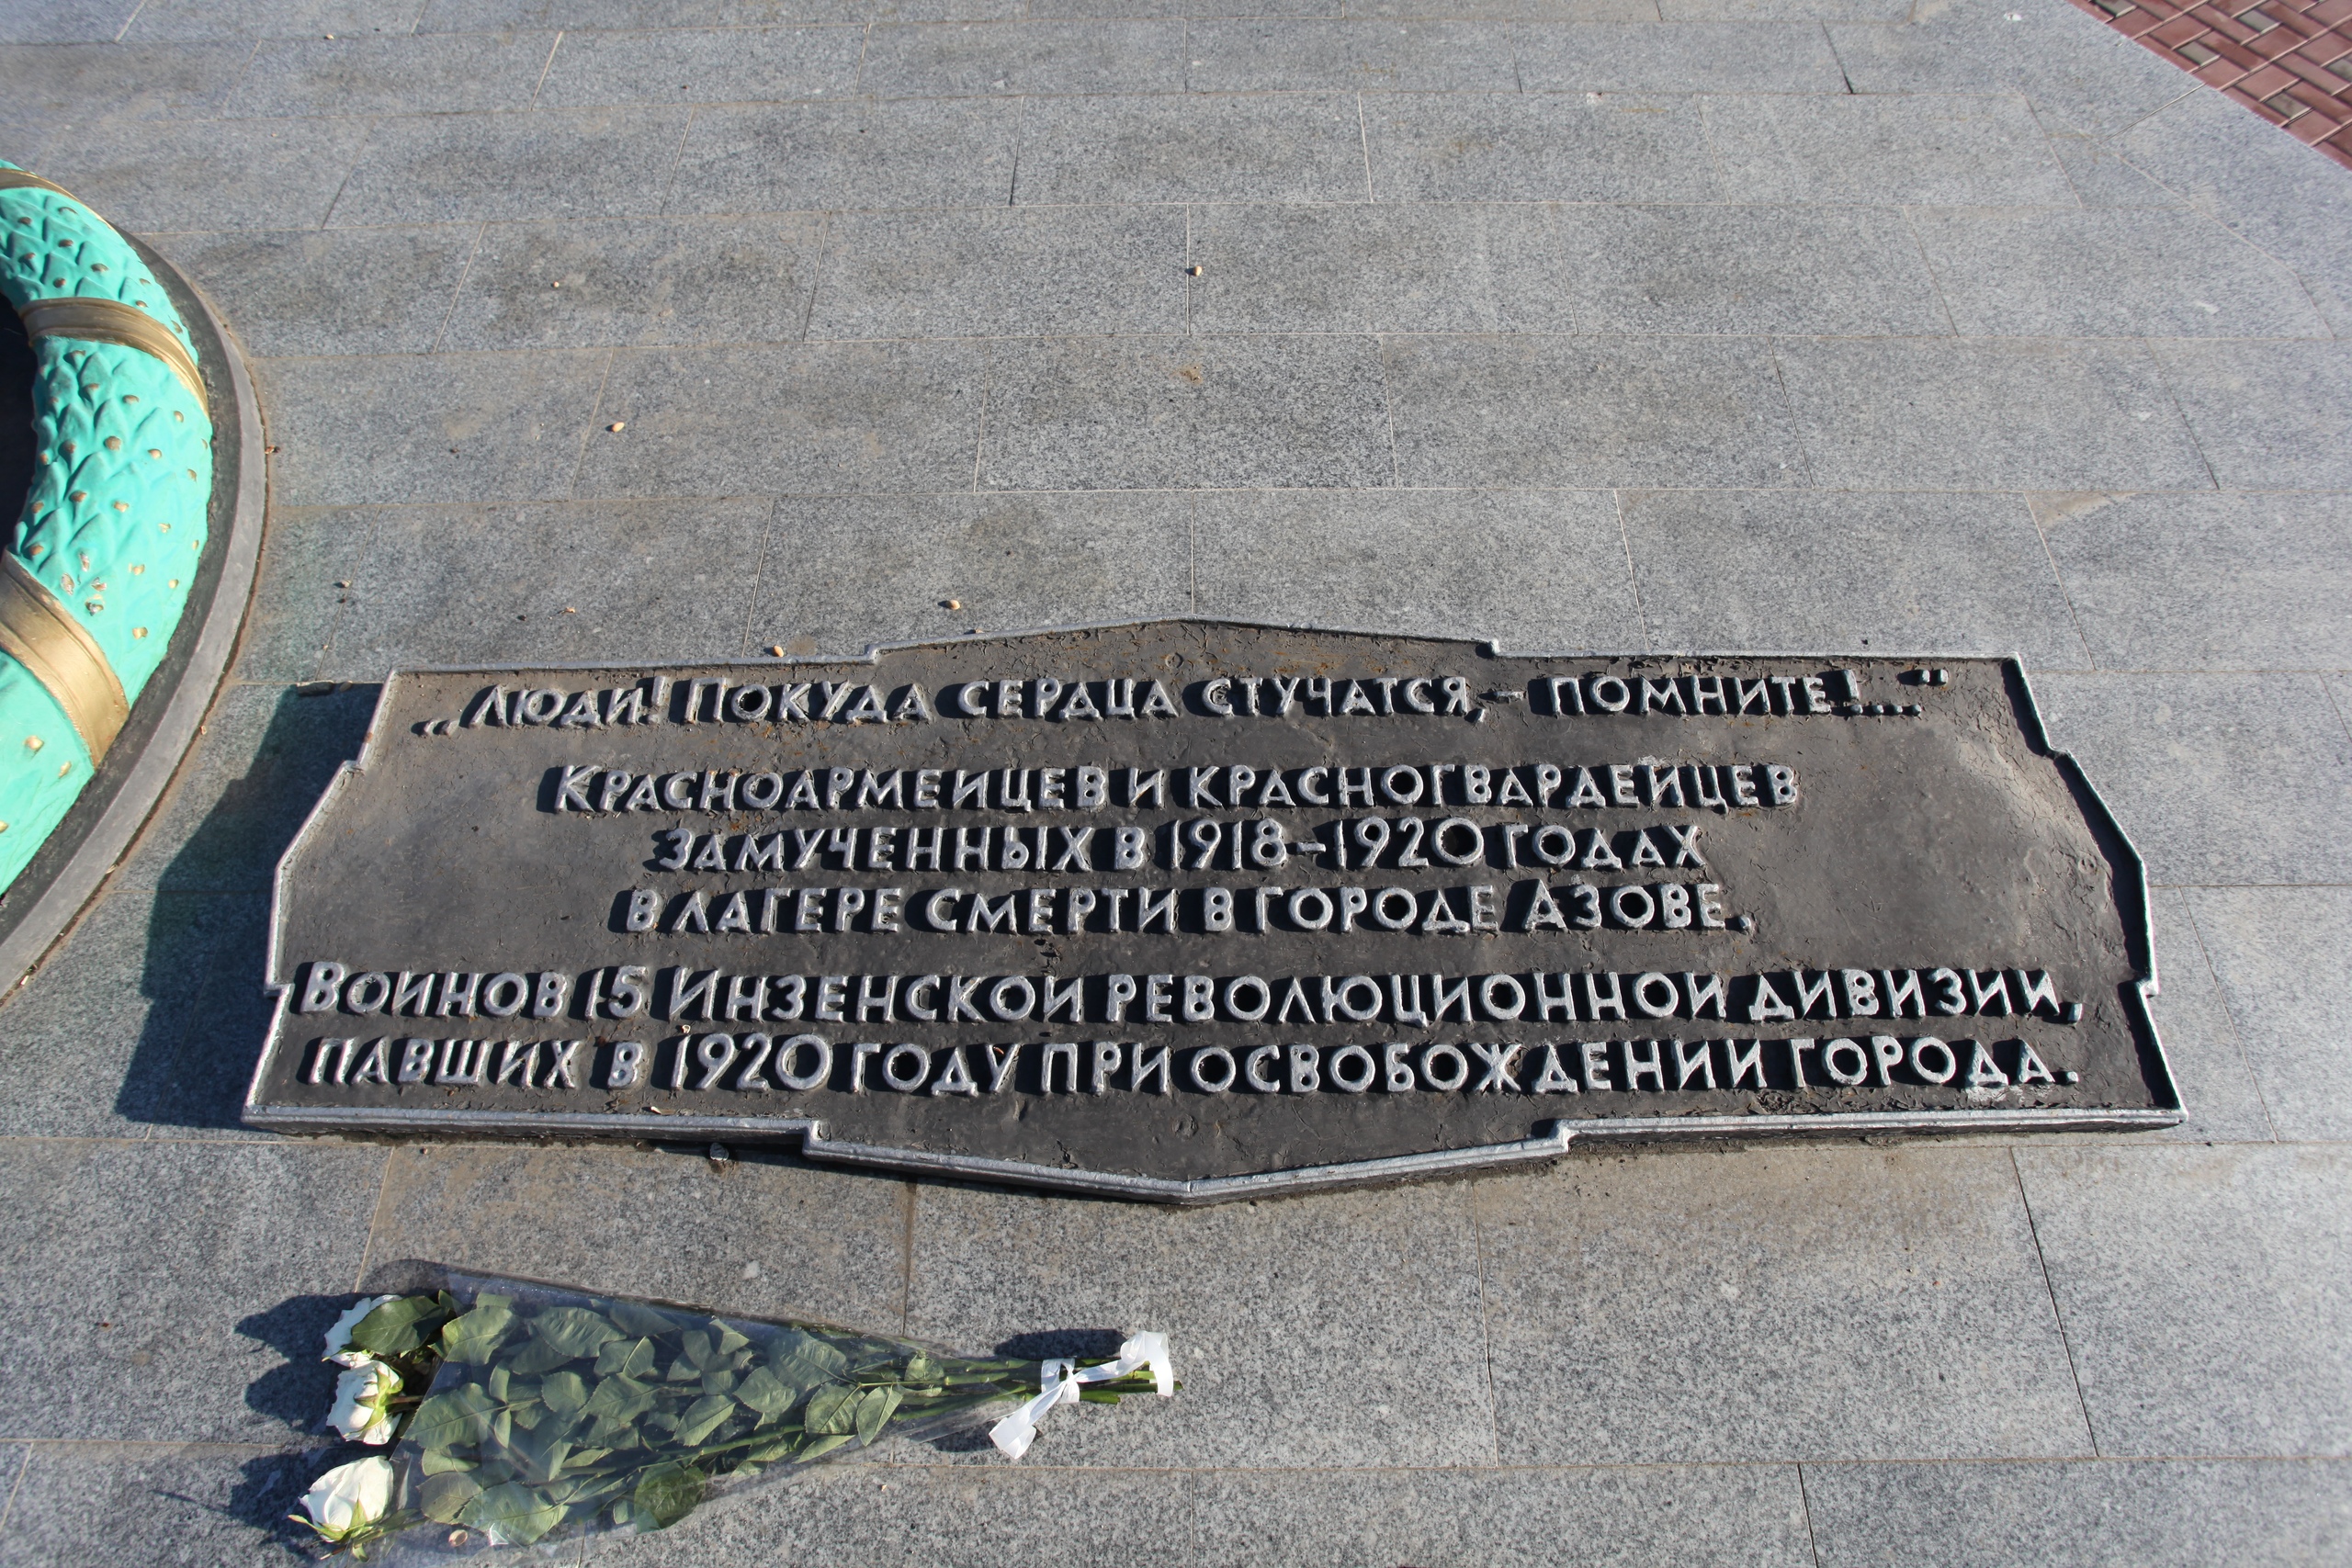 „Люди! Покуда сердца стучатся,- помните!..."
Красноармейцев и красногвардейцев
замученных в 1918-1920 годах
в лагере смерти в городе Азове.
Воинов 15 Инзенской революционной дивизии,
павших в 1920 году при освобождении города.